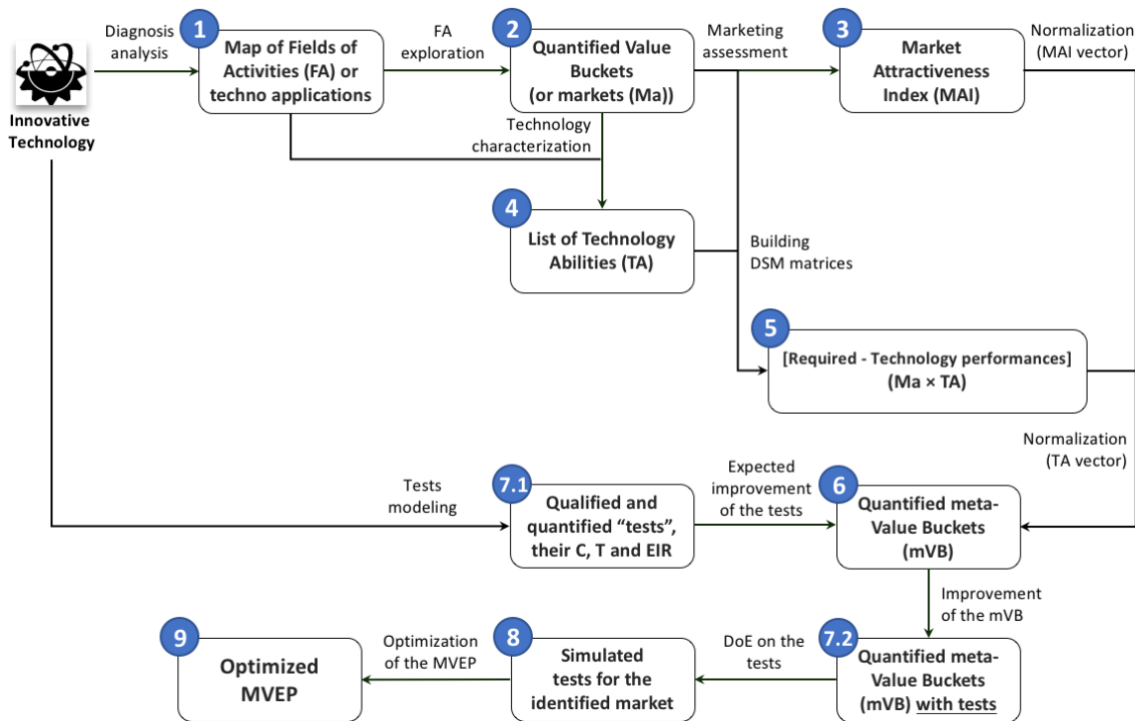 Innovative
Technology
Diagnosis
analysis
1
Map of Fields of
Activities (FA) or
techno applications
FA
exploration
2
Quantified Value
Buckets
(or markets (Ma))
Marketing
assessment
3
Market
Attractiveness
Index (MAI)
Normalization
(MAI vector)
Technology
characterization
4
List of Technology
Abilities (TA)
Building
DSM matrices
5
[Required - Technology performances]
(Ma × TA)
Normalization
(TA vector)
Tests
modeling
7.1
Qualified and
quantified “tests”,
their C, T and EIR
Expected
improvement
of the tests
6
Quantified meta-
Value Buckets
(mVB)
Improvement
of the mVB
7.2
Quantified meta-
Value Buckets
(mVB) with tests
DoE on the
tests
8
Simulated
tests for the
identified market
Optimization
of the MVEP
9
Optimized
MVEP